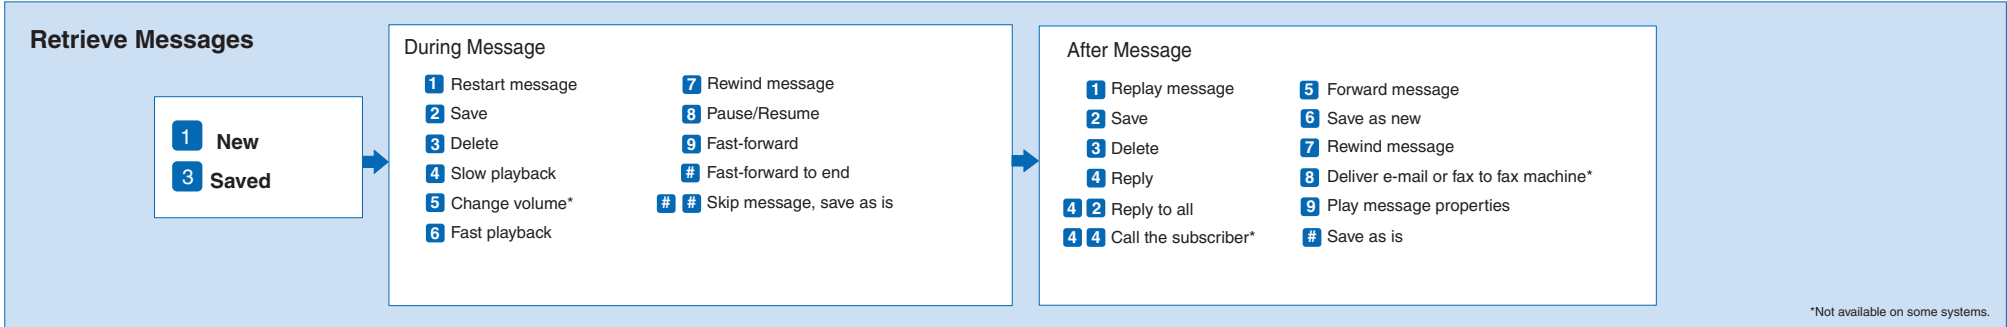 Retrieve Messages
1 New
3 Saved
During Message
1 Restart message
2 Save
3 Delete
4 Slow playback
5 Change volume*
6 Fast playback
7 Rewind message
8 Pause/Resume
9 Fast-forward
# Fast-forward to end
# # Skip message, save as is
After Message
1 Replay message
2 Save
3 Delete
4 Reply
4 2 Reply to all
4 4 Call the subscriber*
5 Forward message
6 Save as new
7 Rewind message
8 Deliver e-mail or fax to fax machine*
9 Play message properties
# Save as is
*Not available on some systems.